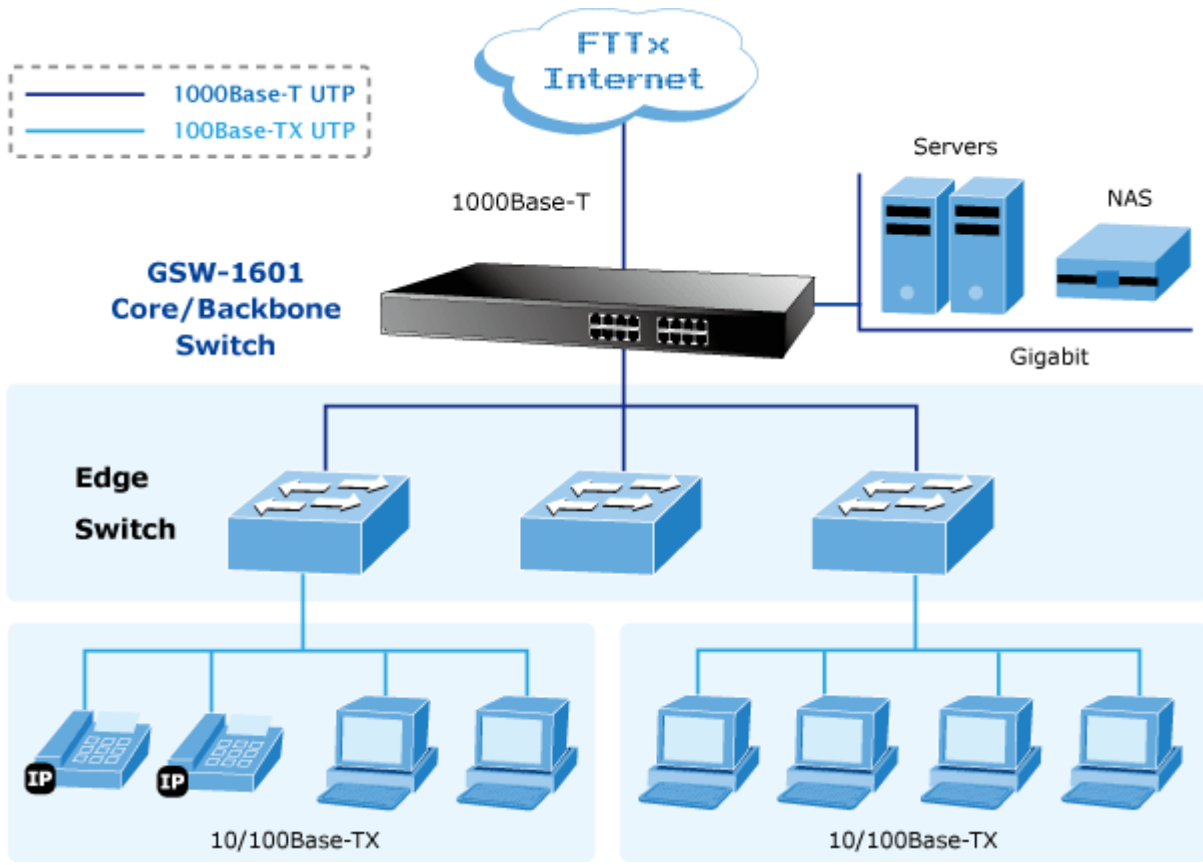 FTTx
Internet
1000Base-T UTP
100Base-TX UTP
Servers
NAS
1000Base-T
GSW-1601
Core/Backbone
Switch
Gigabit
Edge
Switch
IP
IP
10/100Base-TX
10/100Base-TX